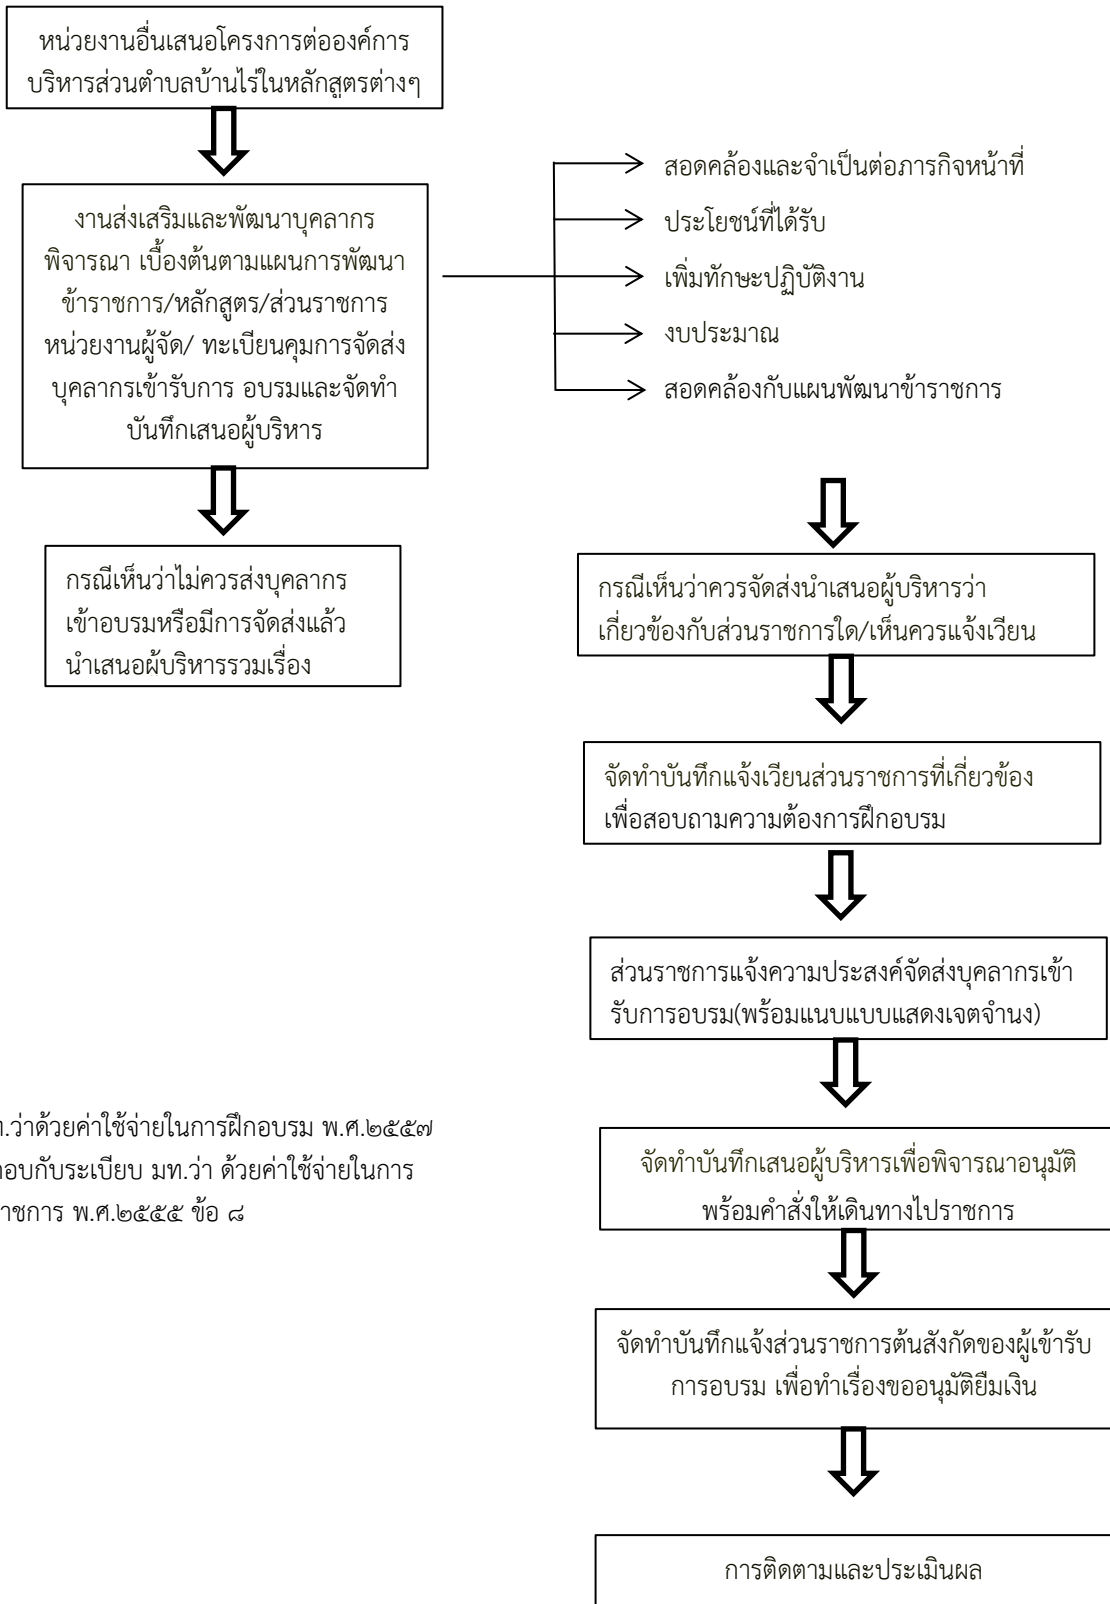 หน่วยงานอื่นเสนอโครงการต่อองค์การ
บริหารส่วนตำบลบ้านไร่ในหลักสูตรต่างๆ
งานส่งเสริมและพัฒนาบุคลากร
พิจารณา เบื้องต้นตามแผนการพัฒนา
ข้าราชการ/หลักสูตร/ส่วนราชการ
หน่วยงานผู้จัด/ ทะเบียนคุมการจัดส่ง
บุคลากรเข้ารับการ อบรมและจัดทำ
บันทึกเสนอผู้บริหาร
สอดคล้องและจำเป็นต่อภารกิจหน้าที่
ประโยชน์ที่ได้รับ
เพิ่มทักษะปฏิบัติงาน
งบประมาณ
สอดคล้องกับแผนพัฒนาข้าราชการ
กรณีเห็นว่าไม่ควรส่งบุคลากร
เข้าอบรมหรือมีการจัดส่งแล้ว
นำเสนอผ้บริหารรวมเรื่อง
กรณีเห็นว่าควรจัดส่งนำเสนอผู้บริหารว่า
เกี่ยวข้องกับส่วนราชการใด/เห็นควรแจ้งเวียน
จัดทำบันทึกแจ้งเวียนส่วนราชการที่เกี่ยวข้อง
เพื่อสอบถามความต้องการฝึกอบรม
ส่วนราชการแจ้งความประสงค์จัดส่งบุคลากรเข้า
รับการอบรม(พร้อมแนบแบบแสดงเจตจำนง)
ท.ว่าด้วยค่าใช้จ่ายในการฝึกอบรม พ.ศ.๒๕๕๗
กอบกับระเบียบ มท.ว่า ด้วยค่าใช้จ่ายในการ
ราชการ พ.ศ.๒๕๕๕ ข้อ ๘
จัดทำบันทึกเสนอผู้บริหารเพื่อพิจารณาอนุมัติ
พร้อมคำสั่งให้เดินทางไปราชการ
จัดทำบันทึกแจ้งส่วนราชการต้นสังกัดของผู้เข้ารับ
การอบรม เพื่อทำเรื่องขออนุมัติยืมเงิน
การติดตามและประเมินผล